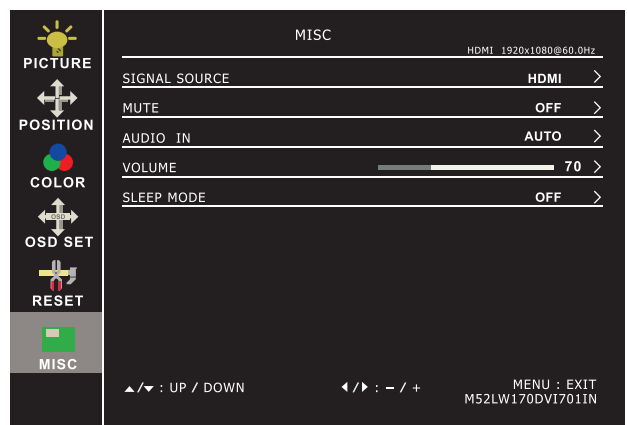 PICTURE
POSITION
COLOR
OSD
OSD SET
RESET
MISC
MISC
HDMI 1920x1080@60.0Hz
SIGNAL SOURCE HDMI
MUTE OFF
AUDIO IN AUTO
VOLUME 70
SLEEP MODE OFF
▲/▼ : UP / DOWN ◀/▶ : – / + MENU : EXIT
M52LW170DVI701IN